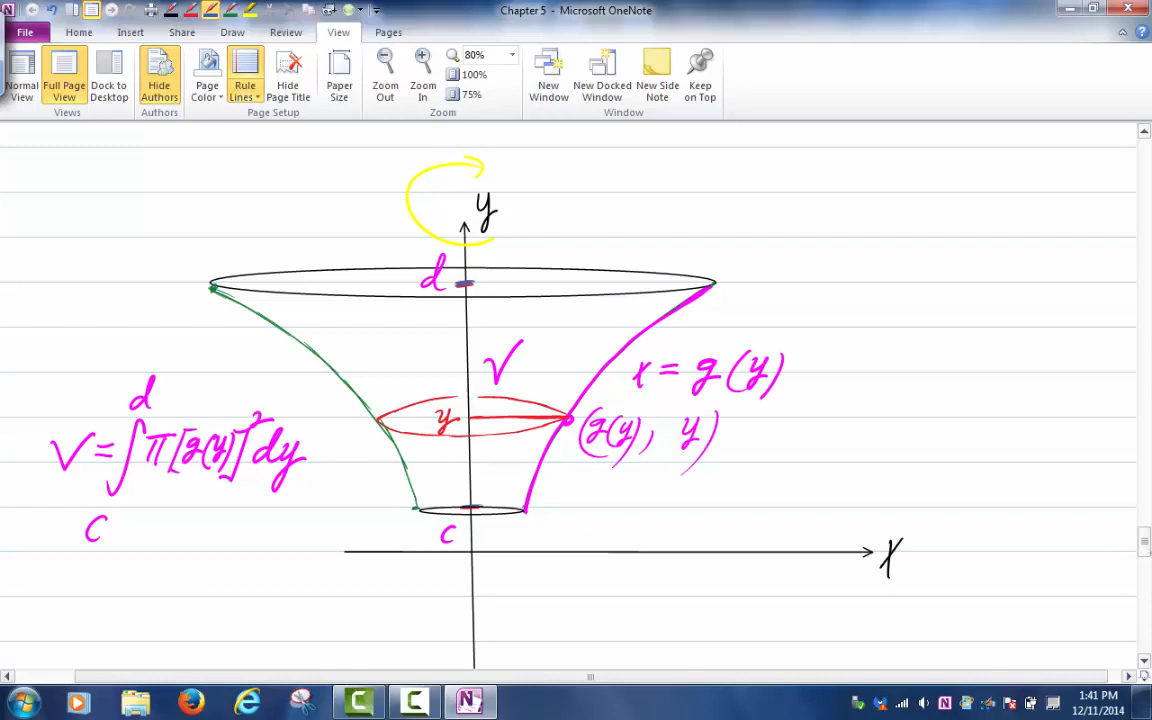 Chapter 5 - Microsoft OneNote
File Home Insert Share Draw Review View Pages
Normal View
Full Page View
Dock to Desktop
Views
Hide Authors
Authors
Page Color
Rule Lines
Hide Page Title
Page Setup
Paper Size
Zoom Out
Zoom In
80%
100%
75%
Zoom
New Window
New Docked Window
New Side Note
Keep on Top
Window
y
d
V
x = g(y)
y
(g(y), y)
V = ∫ π[g(y)]² dy
d
c
c
x
1:41 PM
12/11/2014